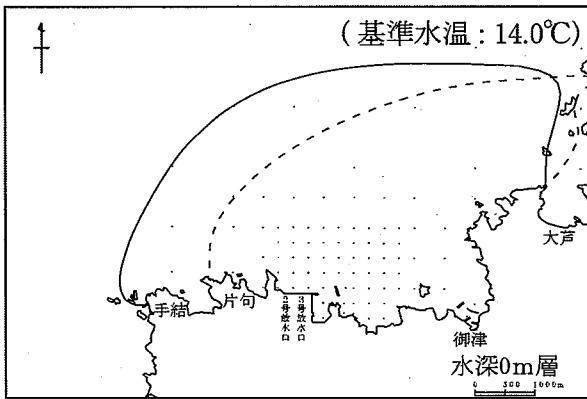 (基準水温：14.0℃)
大芦
手結
片句
2号放水口
3号放水口
御津
水深0m層
0 500 1000m